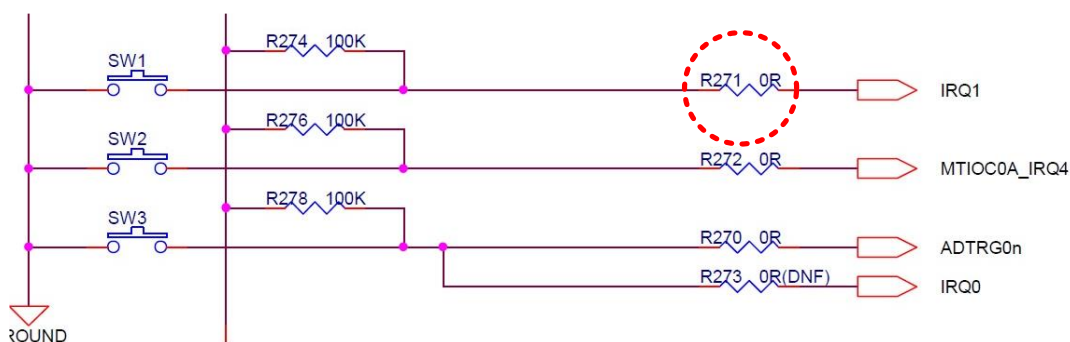 R274 100K
SW1
R271 0R
IRQ1
R276 100K
SW2
R272 0R
MTIOC0A_IRQ4
R278 100K
SW3
R270 0R
ADTRG0n
R273 0R(DNF)
IRQ0
ROUND